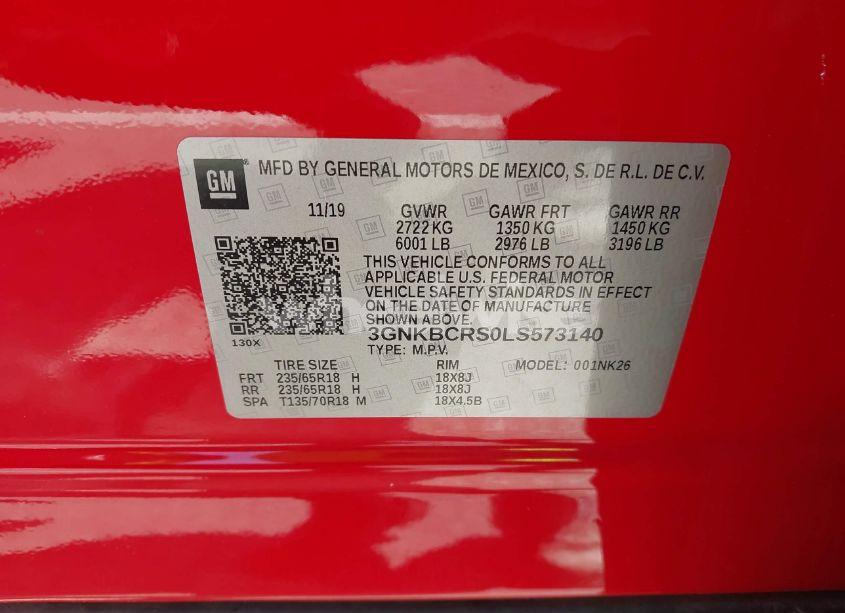 GM
MFD BY GENERAL MOTORS DE MEXICO, S. DE R.L. DE C.V.
11/19 GVWR GAWR FRT GAWR RR
2722 KG 1350 KG 1450 KG
6001 LB 2976 LB 3196 LB
THIS VEHICLE CONFORMS TO ALL
APPLICABLE U.S. FEDERAL MOTOR
VEHICLE SAFETY STANDARDS IN EFFECT
ON THE DATE OF MANUFACTURE
SHOWN ABOVE.
130X 3GNKBCRS0LS573140
TYPE: M.P.V.
TIRE SIZE RIM MODEL: 001NK26
FRT 235/65R18 H 18X8J
RR 235/65R18 H 18X8J
SPA T135/70R18 M 18X4.5B